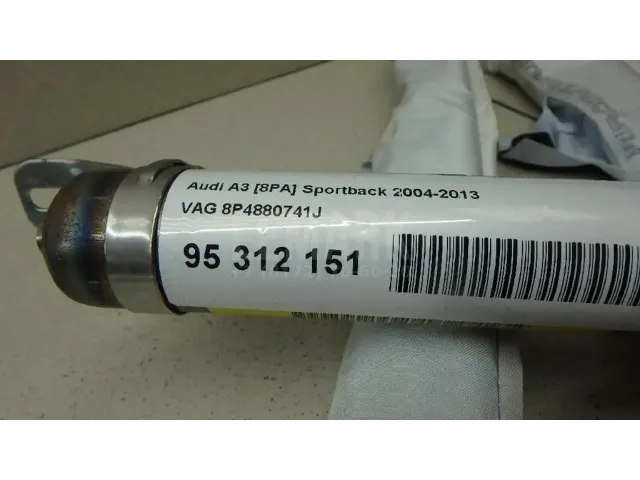 Audi A3 [8PA] Sportback 2004-2013
VAG 8P4880741J
95 312 151